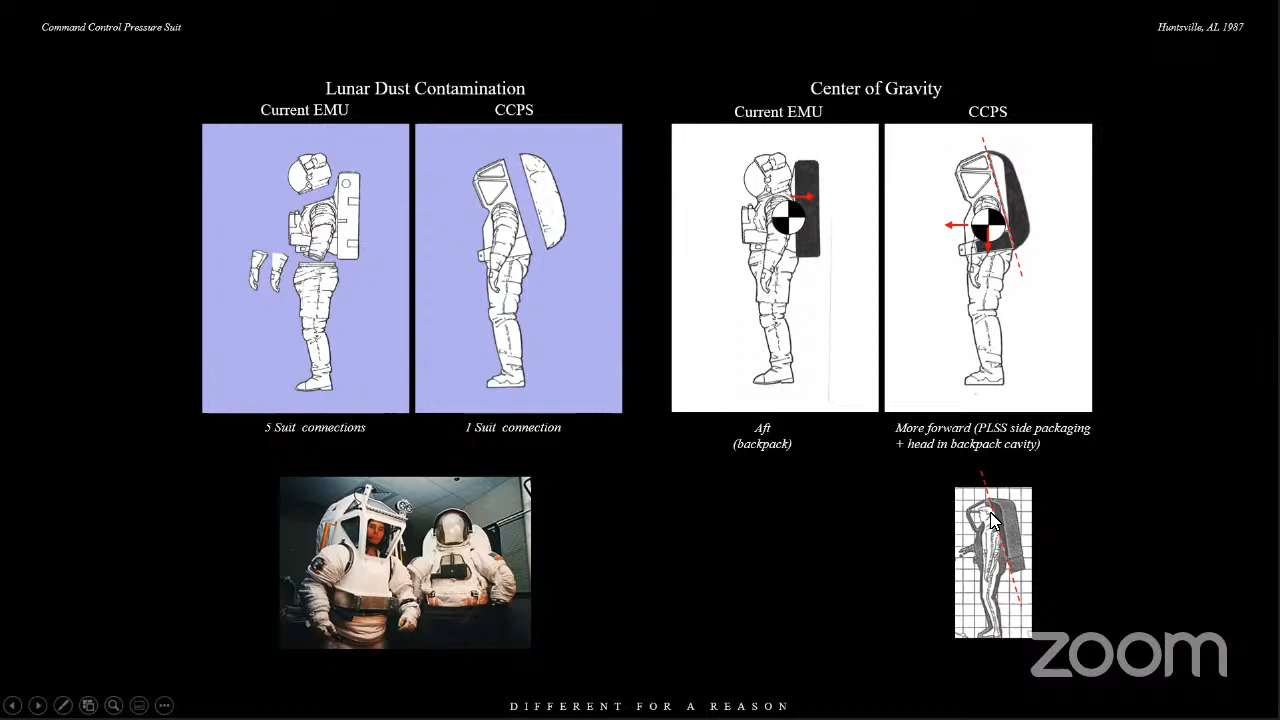 Command Control Pressure Suit
Huntsville, AL 1987
Lunar Dust Contamination
Current EMU
CCPS
5 Suit connections
1 Suit connection
Center of Gravity
Current EMU
CCPS
Aft
(backpack)
More forward (PLSS side packaging
+ head in backpack cavity)
zoom
DIFFERENT FOR A REASON